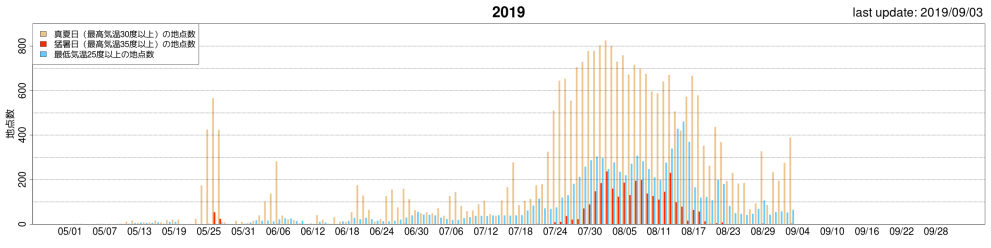 2019
last update: 2019/09/03
真夏日（最高気温30度以上）の地点数
猛暑日（最高気温35度以上）の地点数
最低気温25度以上の地点数
地点数
800
600
400
200
0
05/01 05/07 05/13 05/19 05/25 05/31 06/06 06/12 06/18 06/24 06/30 07/06 07/12 07/18 07/24 07/30 08/05 08/11 08/17 08/23 08/29 09/04 09/10 09/16 09/22 09/28